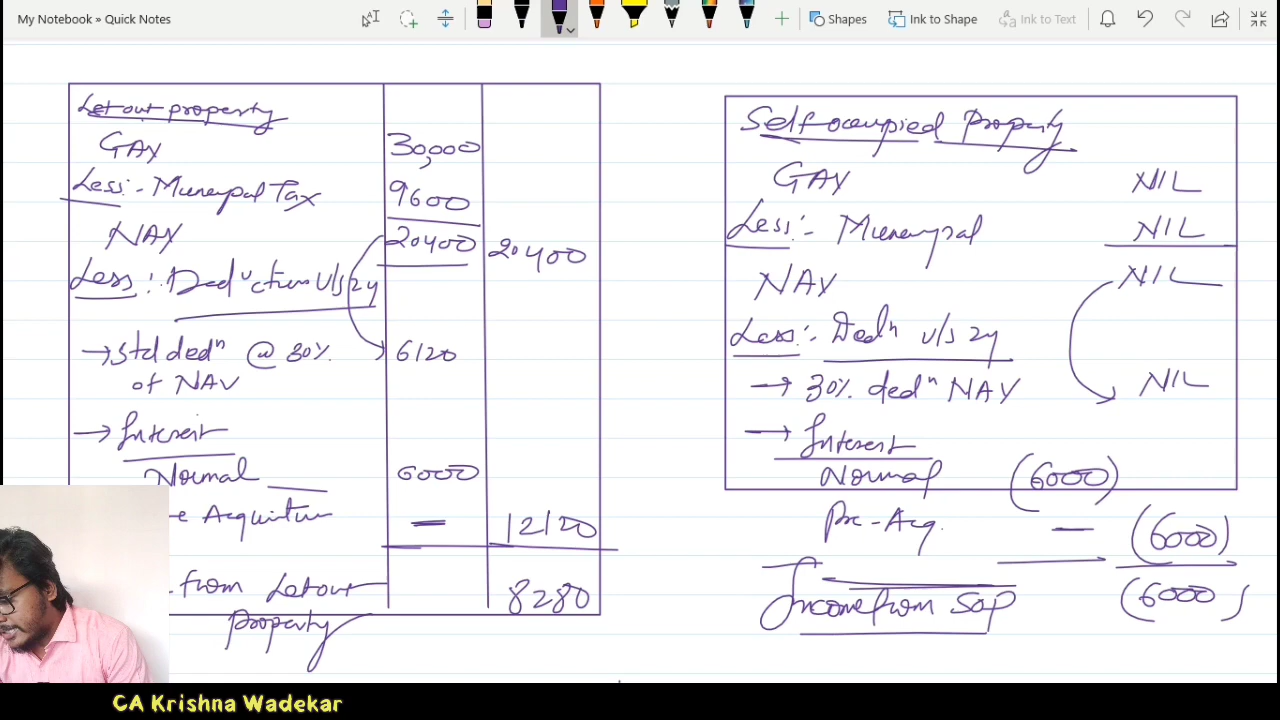 My Notebook » Quick Notes
Shapes
Ink to Shape
Ink to Text
Let out property
GAV 30,000
Less:- Municipal Tax 9600
NAV 20400 20400
Less: Deduction U/s 24
→ Std dedn @ 30% 6120
of NAV
→ Interest
Normal 6000
e Acquisition — 12120
from Letout 8280
Property
Self occupied Property
GAV NIL
Less:- Municipal NIL
NAV NIL
Less:- Dedn u/s 24
→ 30% dedn NAV NIL
→ Interest
Normal (6000)
Pre-Acq. — (6000)
Income from SOP (6000)
CA Krishna Wadekar